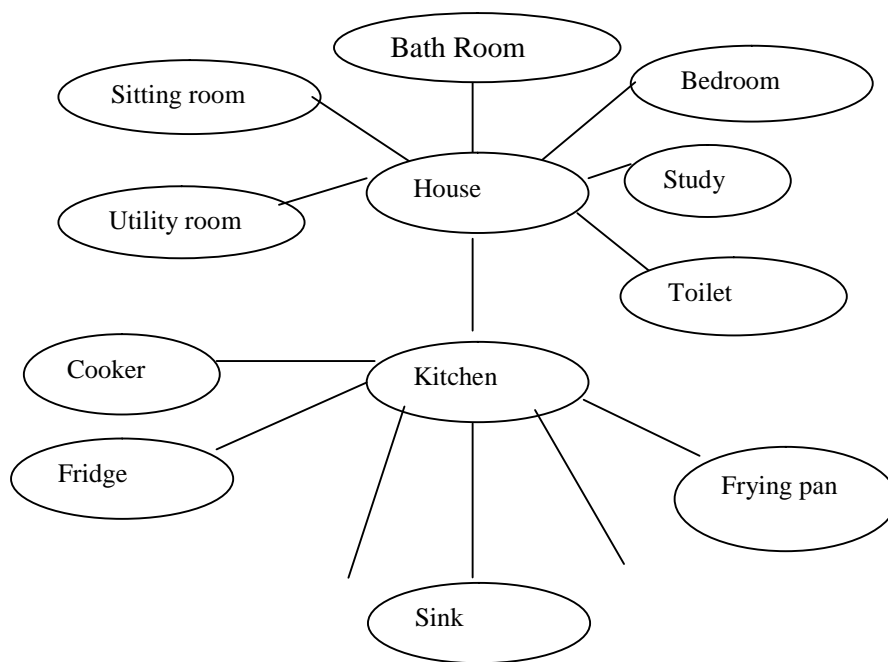 Bath Room
Sitting room
Bedroom
House
Study
Utility room
Toilet
Cooker
Kitchen
Fridge
Frying pan
Sink